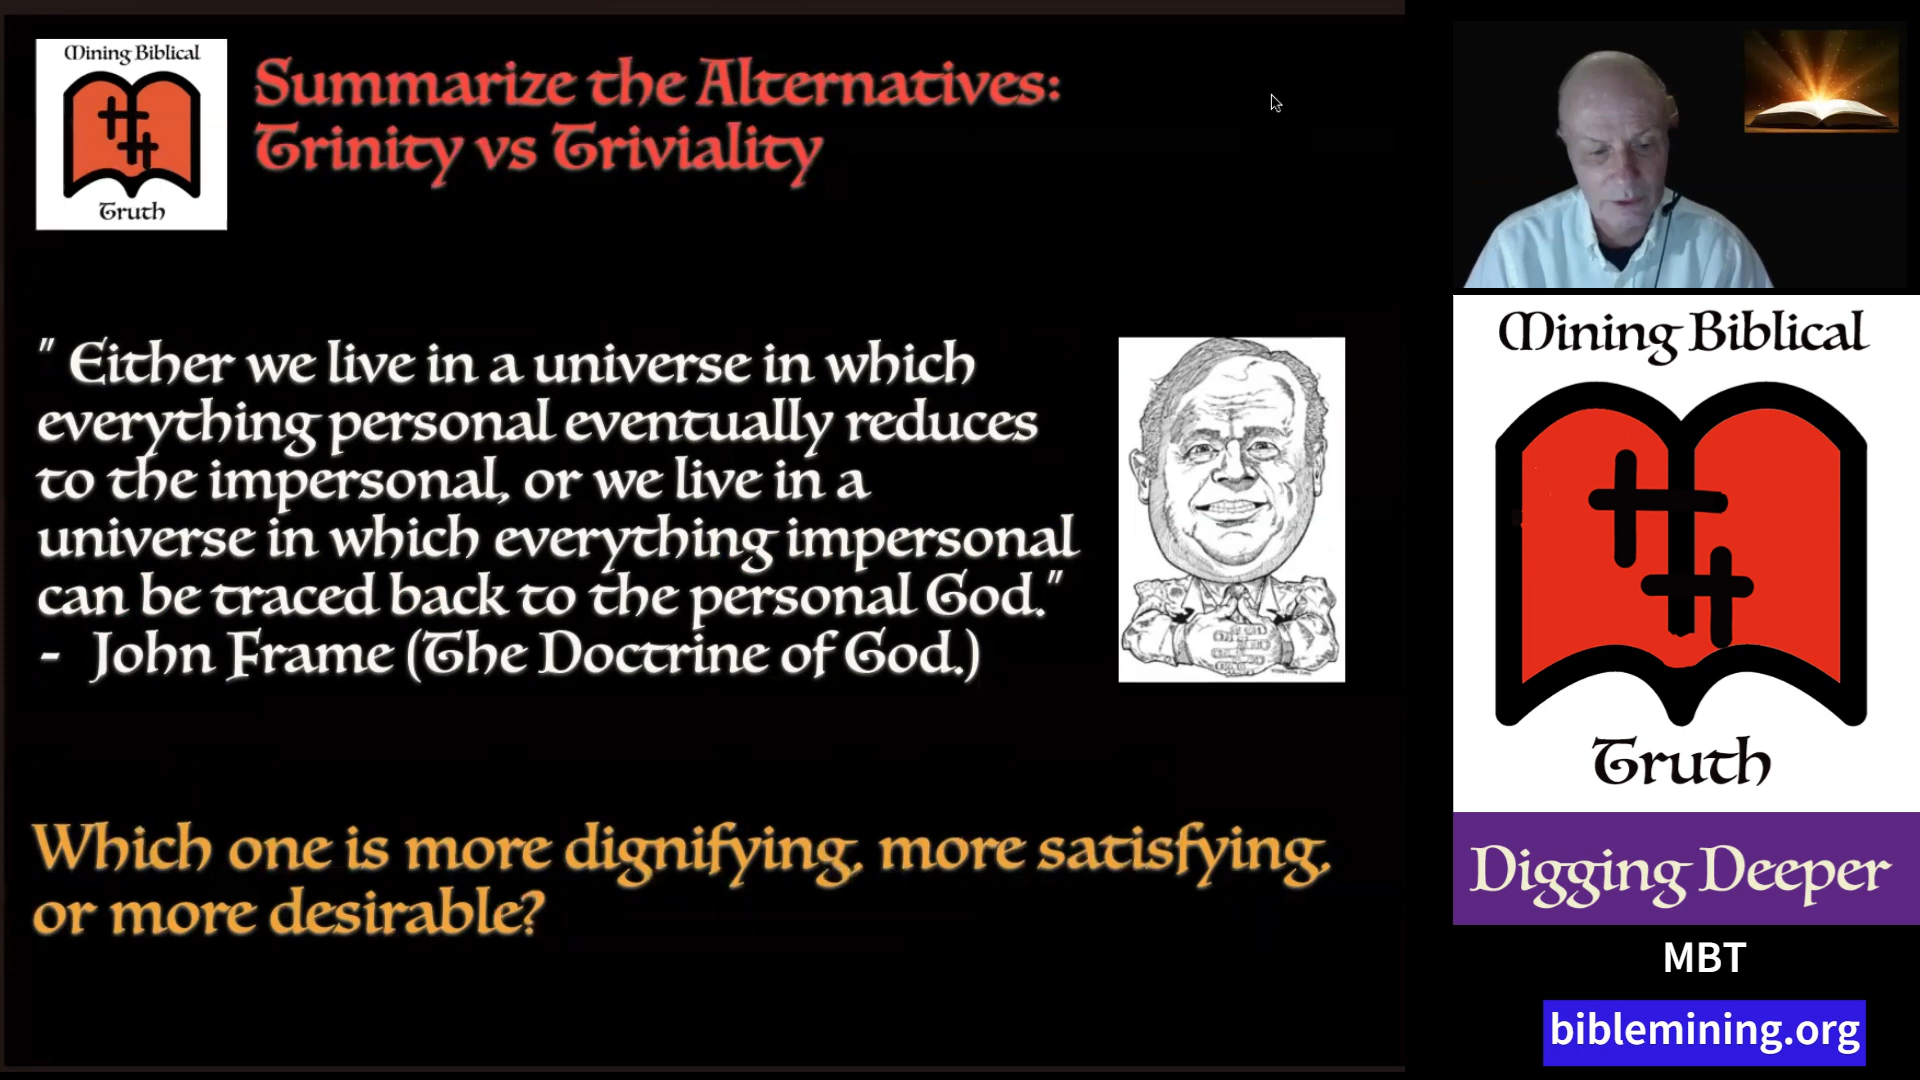 Mining Biblical
Truth
Summarize the Alternatives:
Trinity vs Triviality
" Either we live in a universe in which
everything personal eventually reduces
to the impersonal, or we live in a
universe in which everything impersonal
can be traced back to the personal God."
- John Frame (The Doctrine of God.)
Which one is more dignifying, more satisfying,
or more desirable?
Mining Biblical
Truth
Digging Deeper
MBT
biblemining.org